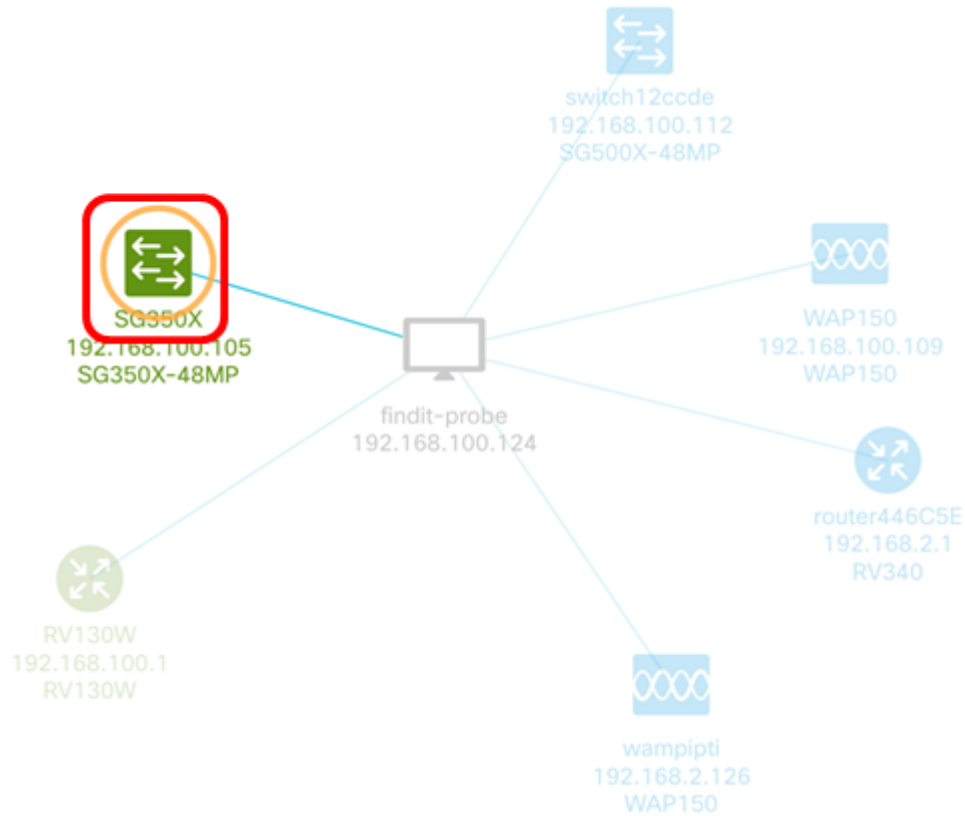 switch12ccde
192.168.100.112
SG500X-48MP
SG350X
192.168.100.105
SG350X-48MP
WAP150
192.168.100.109
WAP150
findit-probe
192.168.100.124
router446C5E
192.168.2.1
RV340
RV130W
192.168.100.1
RV130W
wampipti
192.168.2.126
WAP150